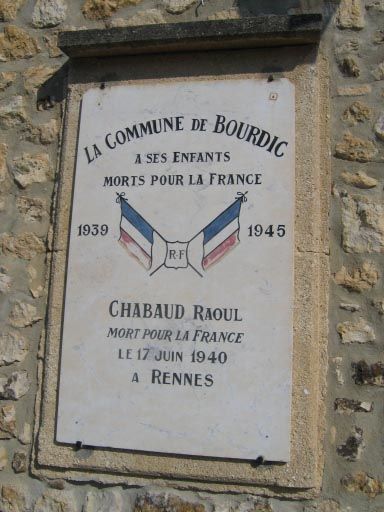 LA COMMUNE DE BOURDIC
A SES ENFANTS
MORTS POUR LA FRANCE
1939 R·F 1945
CHABAUD RAOUL
MORT POUR LA FRANCE
LE 17 JUIN 1940
A RENNES